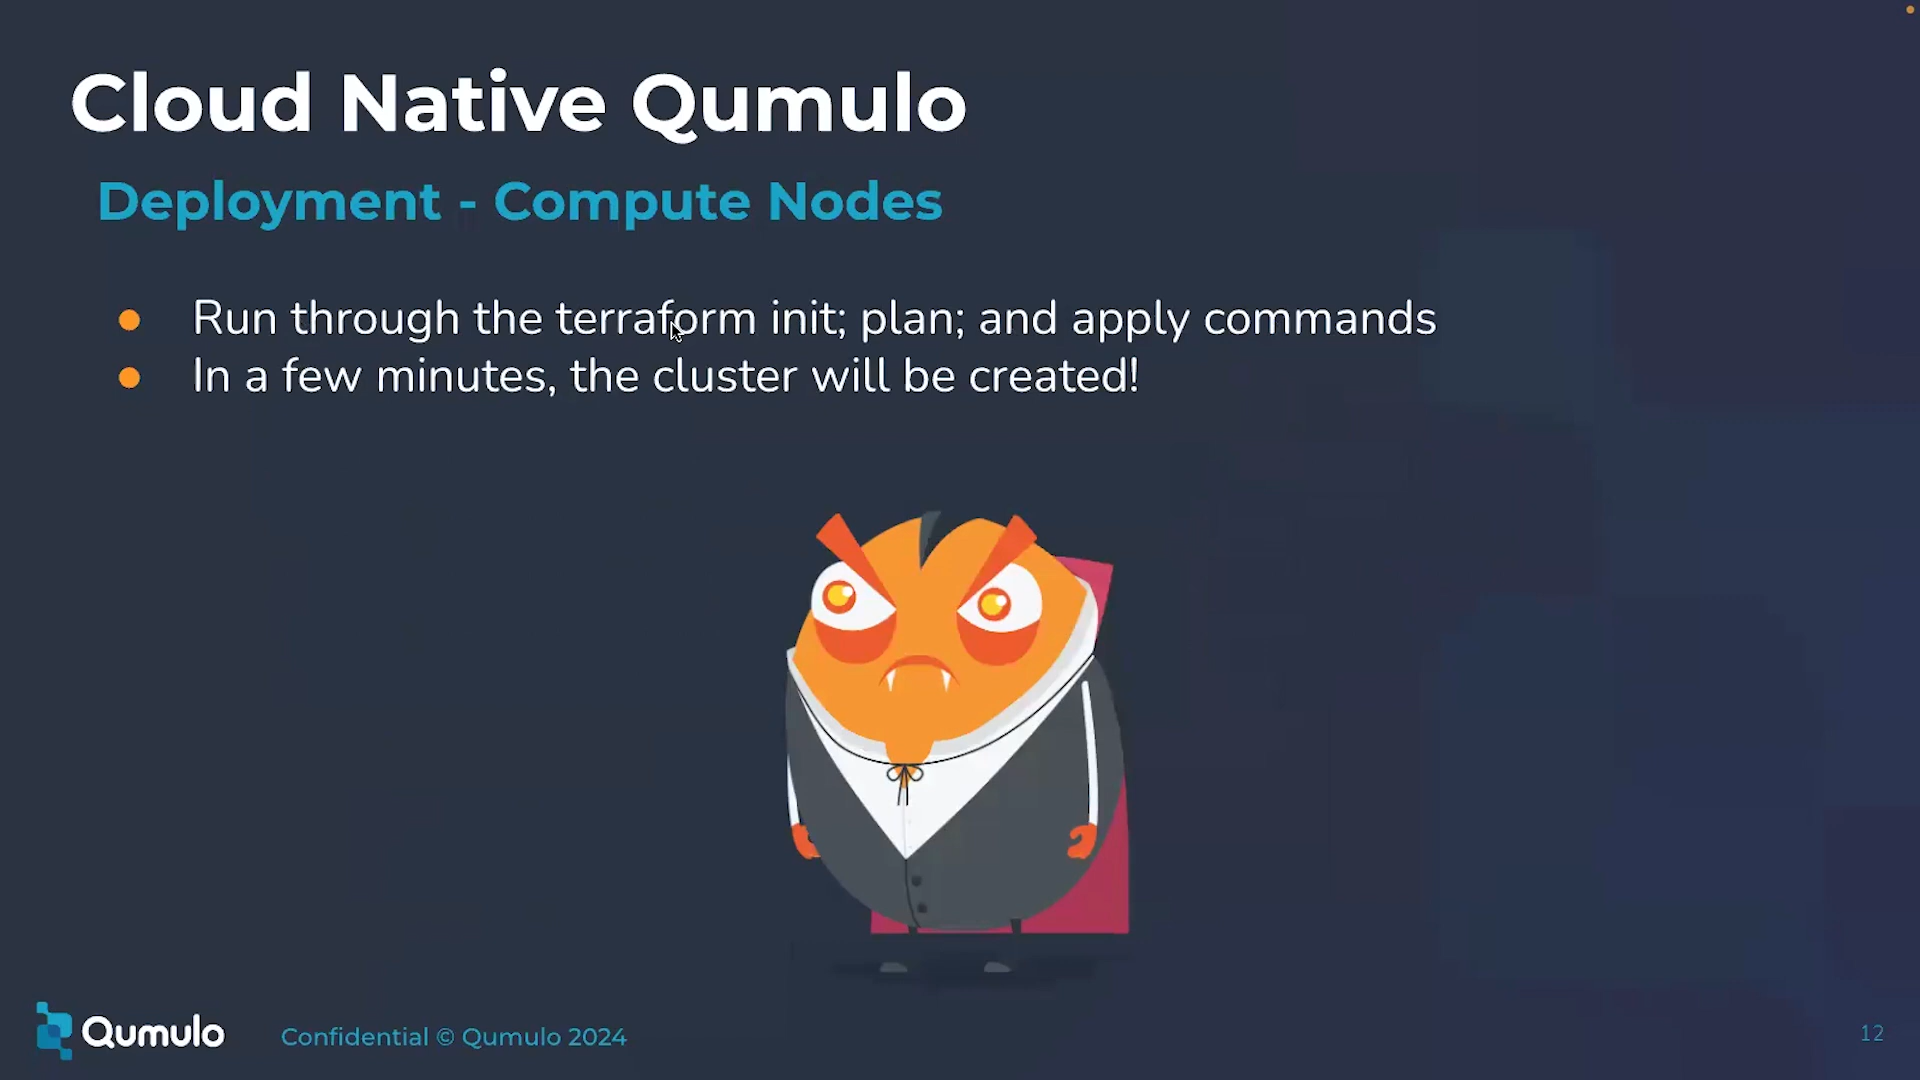 Cloud Native Qumulo
Deployment - Compute Nodes
Run through the terraform init; plan; and apply commands
In a few minutes, the cluster will be created!
Qumulo
Confidential © Qumulo 2024
12